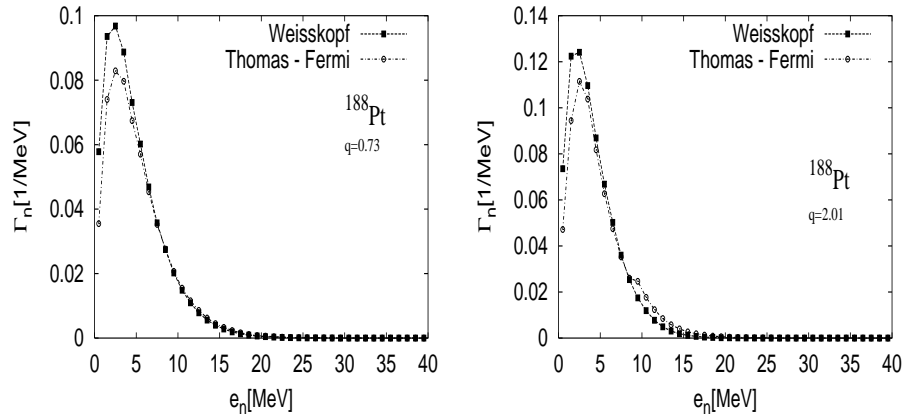 0.1
0.08
0.06
0.04
0.02
0
Γn[1/MeV]
Weisskopf
Thomas - Fermi
188Pt
q=0.73
0 5 10 15 20 25 30 35 40
en[MeV]
0.14
0.12
0.1
0.08
0.06
0.04
0.02
0
Γn[1/MeV]
Weisskopf
Thomas - Fermi
188Pt
q=2.01
0 5 10 15 20 25 30 35 40
en[MeV]